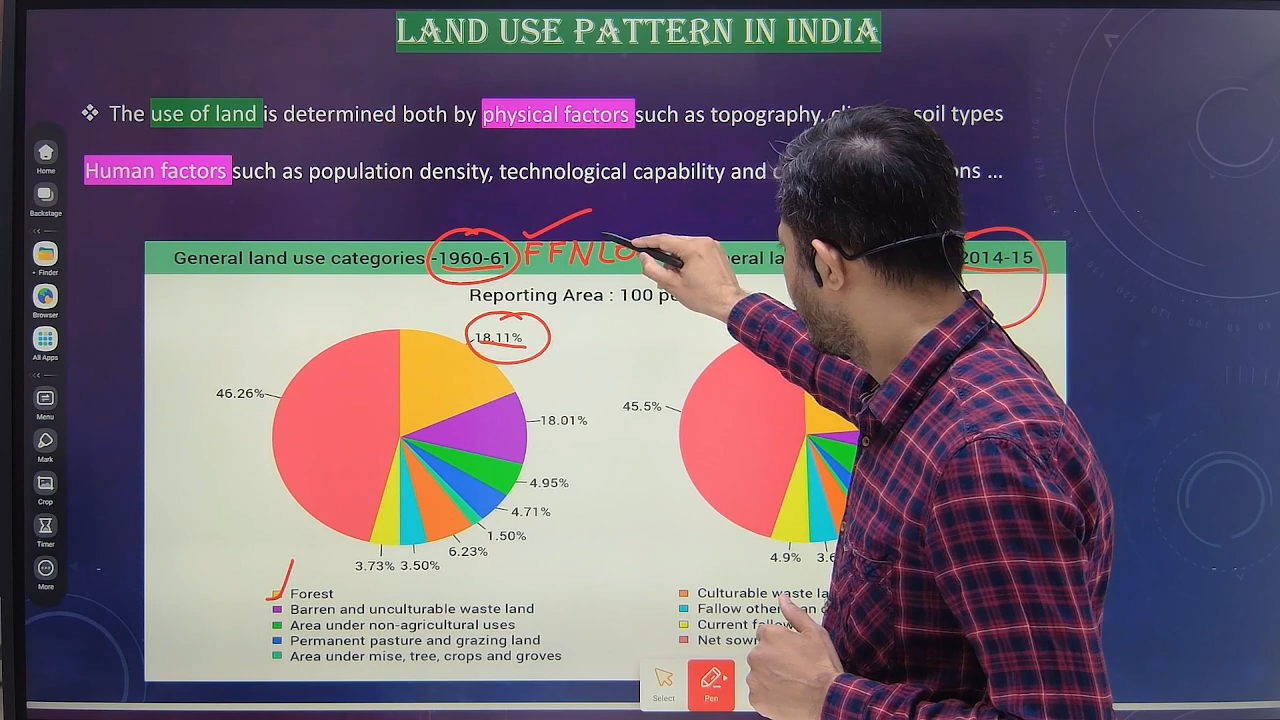 LAND USE PATTERN IN INDIA
❖ The use of land is determined both by physical factors such as topography, soil types
Human factors such as population density, technological capability and
General land use categories -1960-61 FFNLO 2014-15
Reporting Area : 100
18.11%
46.26%
18.01%
4.95%
4.71%
1.50%
6.23%
3.73% 3.50%
45.5%
4.9%
Forest
Barren and unculturable waste land
Area under non-agricultural uses
Permanent pasture and grazing land
Area under mise, tree, crops and groves
Culturable waste
Fallow other than
Current fallow
Net
Home
Backstage
Finder
Browser
All Apps
Menu
Mark
Crop
Timer
More
Select
Pen